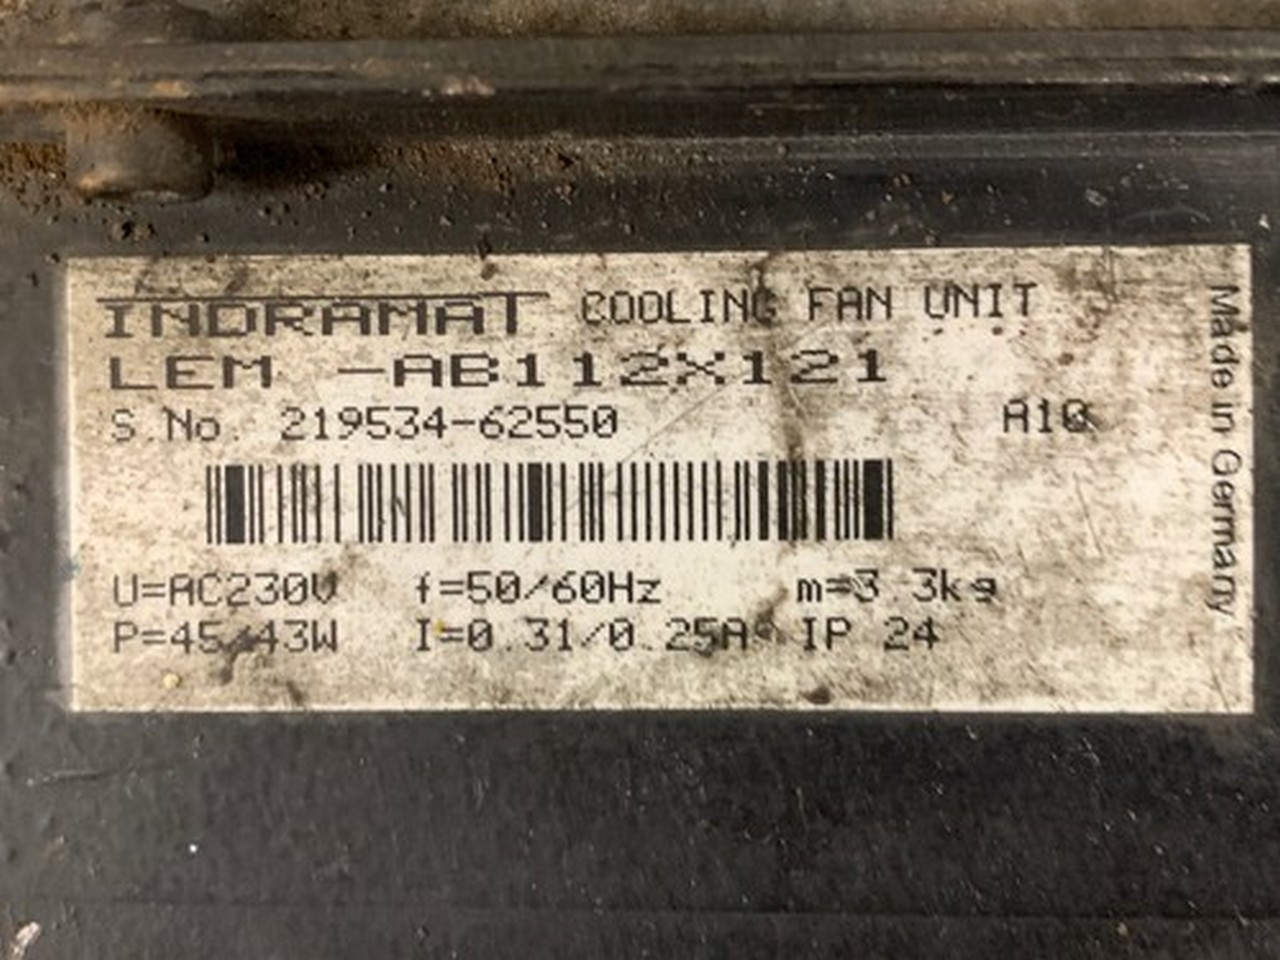 INDRAMAT COOLING FAN UNIT
LEM -AB112X121
S.No. 219534-62550 A10
U=AC230V f=50/60Hz m=3.3kg
P=45/43W I=0.31/0.25A IP 24
Made in Germany